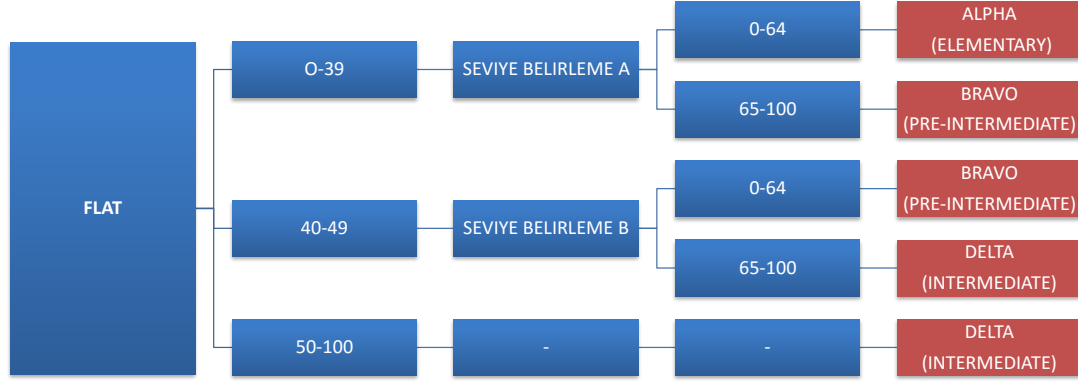 FLAT
O-39
SEVIYE BELIRLEME A
0-64
ALPHA
(ELEMENTARY)
65-100
BRAVO
(PRE-INTERMEDIATE)
40-49
SEVIYE BELIRLEME B
0-64
BRAVO
(PRE-INTERMEDIATE)
65-100
DELTA
(INTERMEDIATE)
50-100
-
-
DELTA
(INTERMEDIATE)